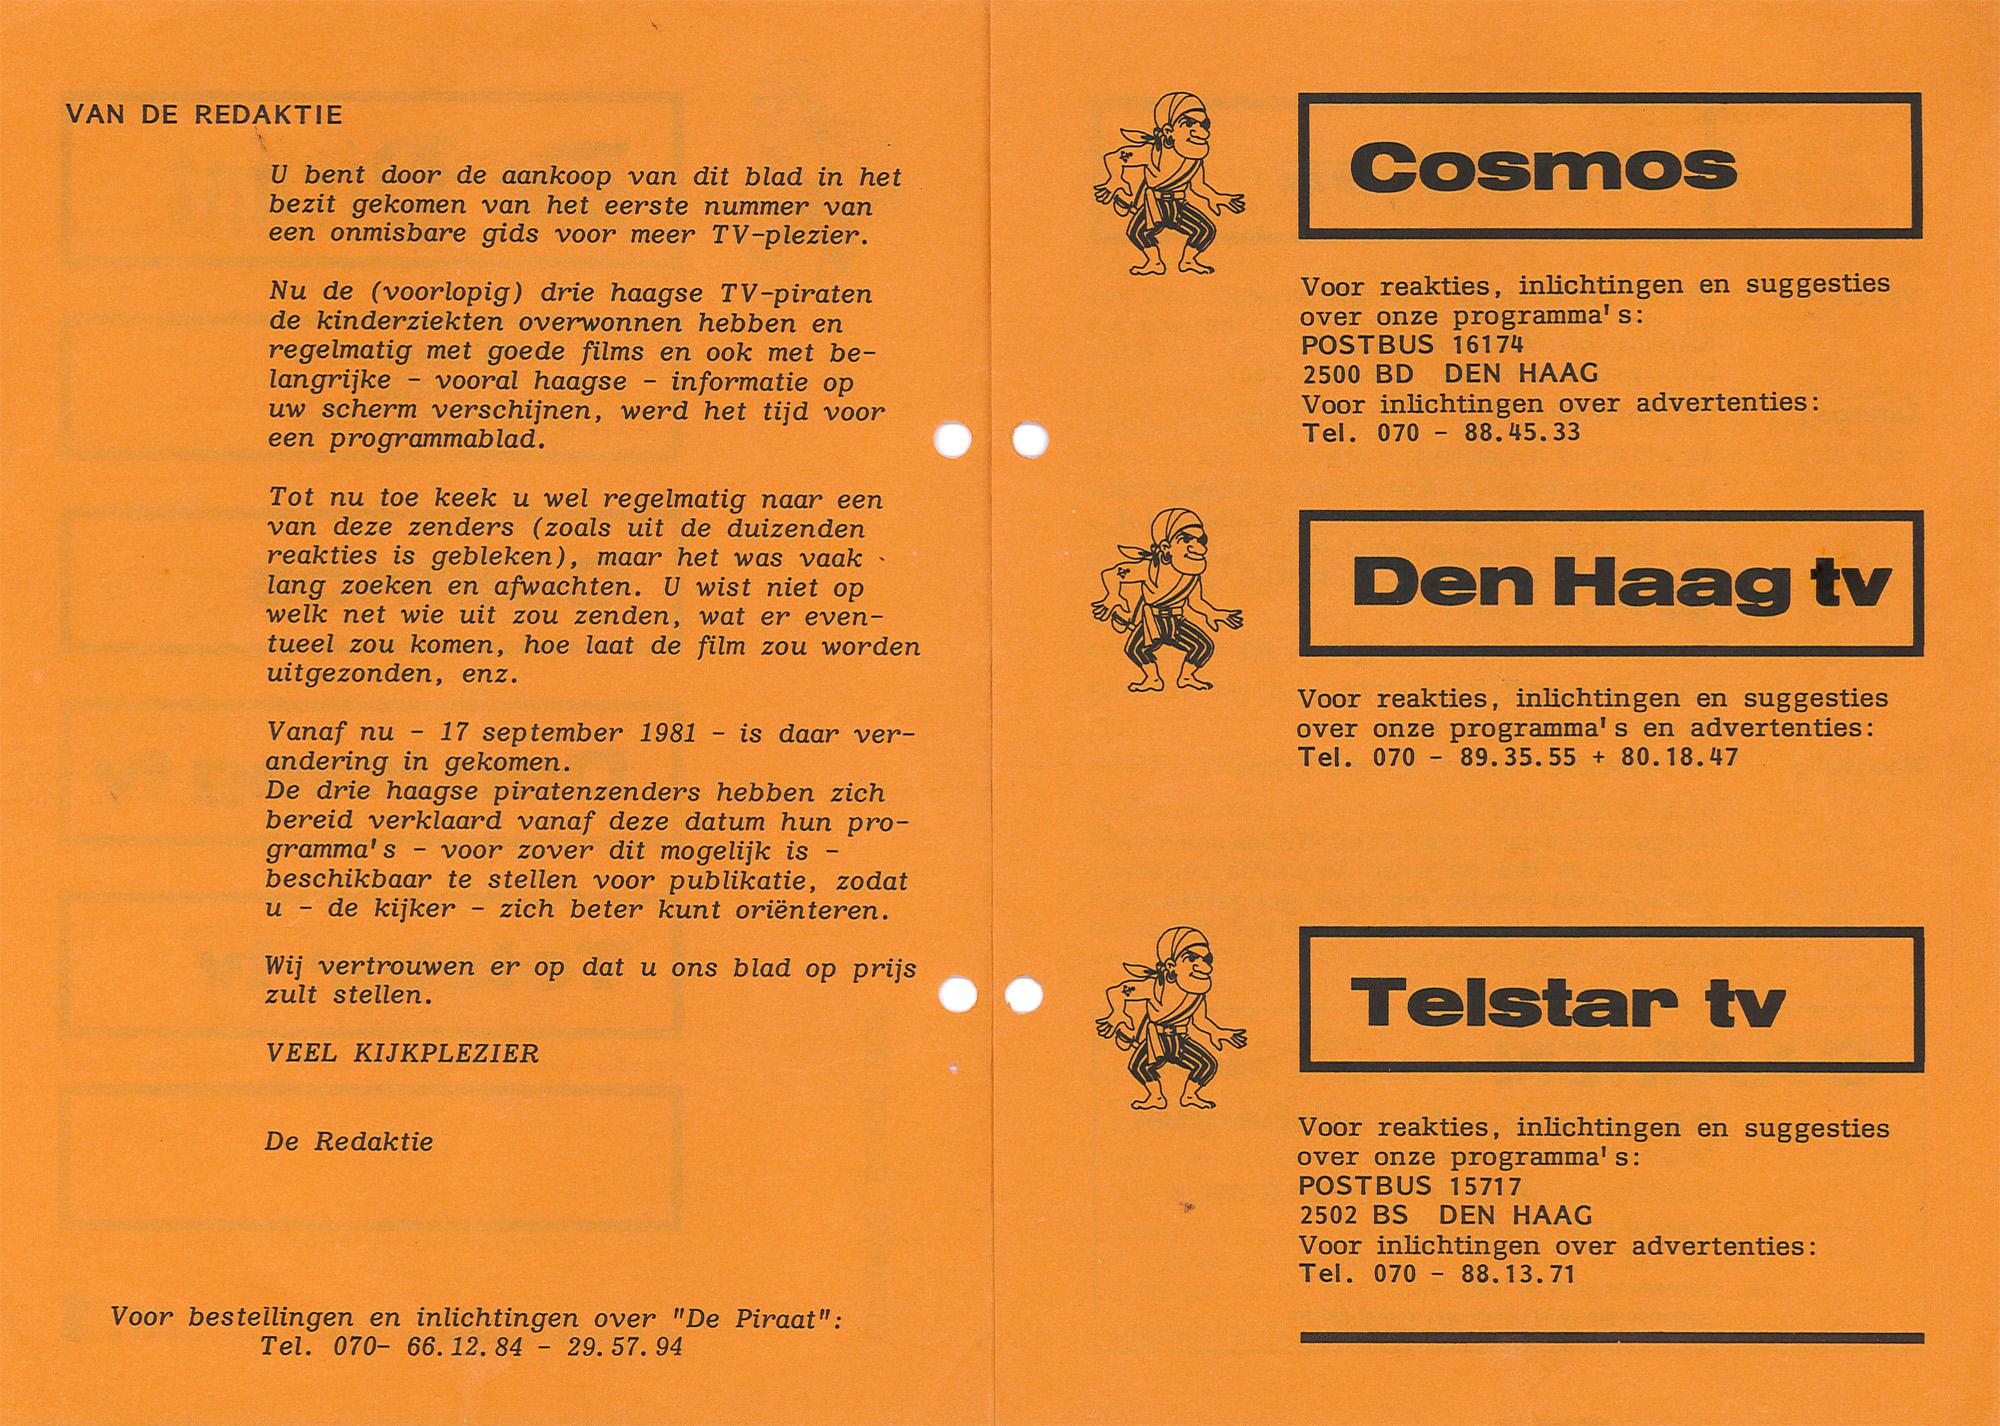 VAN DE REDAKTIE
U bent door de aankoop van dit blad in het
bezit gekomen van het eerste nummer van
een onmisbare gids voor meer TV-plezier.
Nu de (voorlopig) drie haagse TV-piraten
de kinderziekten overwonnen hebben en
regelmatig met goede films en ook met be-
langrijke - vooral haagse - informatie op
uw scherm verschijnen, werd het tijd voor
een programmablad.
Tot nu toe keek u wel regelmatig naar een
van deze zenders (zoals uit de duizenden
reakties is gebleken), maar het was vaak
lang zoeken en afwachten. U wist niet op
welk net wie uit zou zenden, wat er even-
tueel zou komen, hoe laat de film zou worden
uitgezonden, enz.
Vanaf nu - 17 september 1981 - is daar ver-
andering in gekomen.
De drie haagse piratenzenders hebben zich
bereid verklaard vanaf deze datum hun pro-
gramma's - voor zover dit mogelijk is -
beschikbaar te stellen voor publikatie, zodat
u - de kijker - zich beter kunt oriënteren.
Wij vertrouwen er op dat u ons blad op prijs
zult stellen.
VEEL KIJKPLEZIER
De Redaktie
Voor bestellingen en inlichtingen over "De Piraat":
Tel. 070- 66.12.84 - 29.57.94
Cosmos
Voor reakties, inlichtingen en suggesties
over onze programma's:
POSTBUS 16174
2500 BD DEN HAAG
Voor inlichtingen over advertenties:
Tel. 070 - 88.45.33
Den Haag tv
Voor reakties, inlichtingen en suggesties
over onze programma's en advertenties:
Tel. 070 - 89.35.55 + 80.18.47
Telstar tv
Voor reakties, inlichtingen en suggesties
over onze programma's:
POSTBUS 15717
2502 BS DEN HAAG
Voor inlichtingen over advertenties:
Tel. 070 - 88.13.71